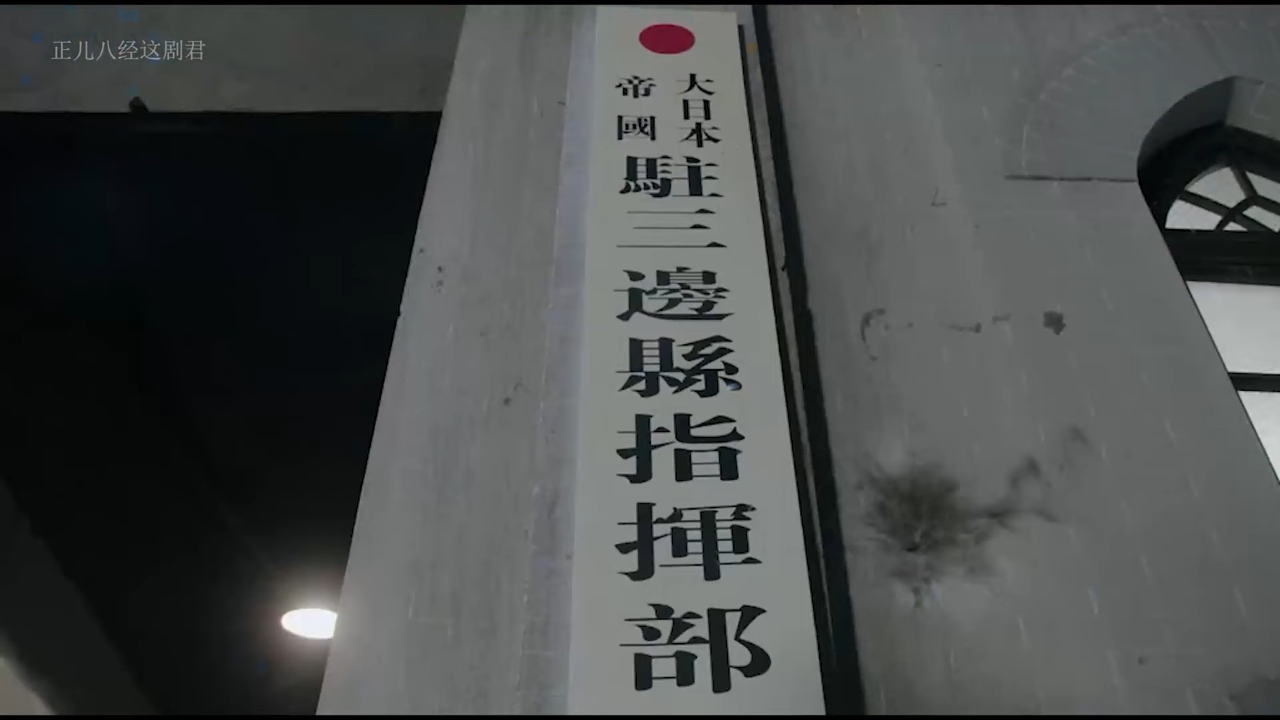 正儿八经这剧君
大日本
帝國
駐三邊縣指揮部